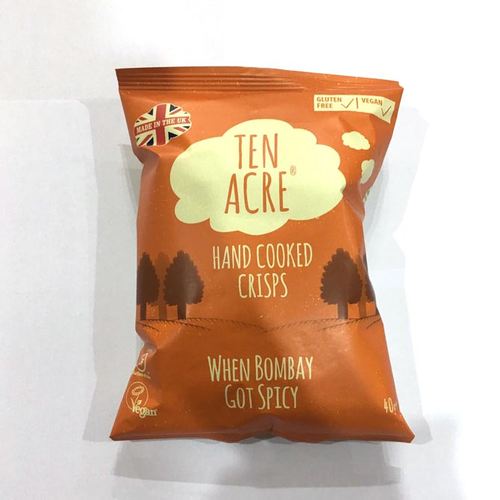 MADE IN THE UK
GLUTEN
FREE
VEGAN
TEN
ACRE®
HAND COOKED
CRISPS
WHEN BOMBAY
GOT SPICY
Vegan